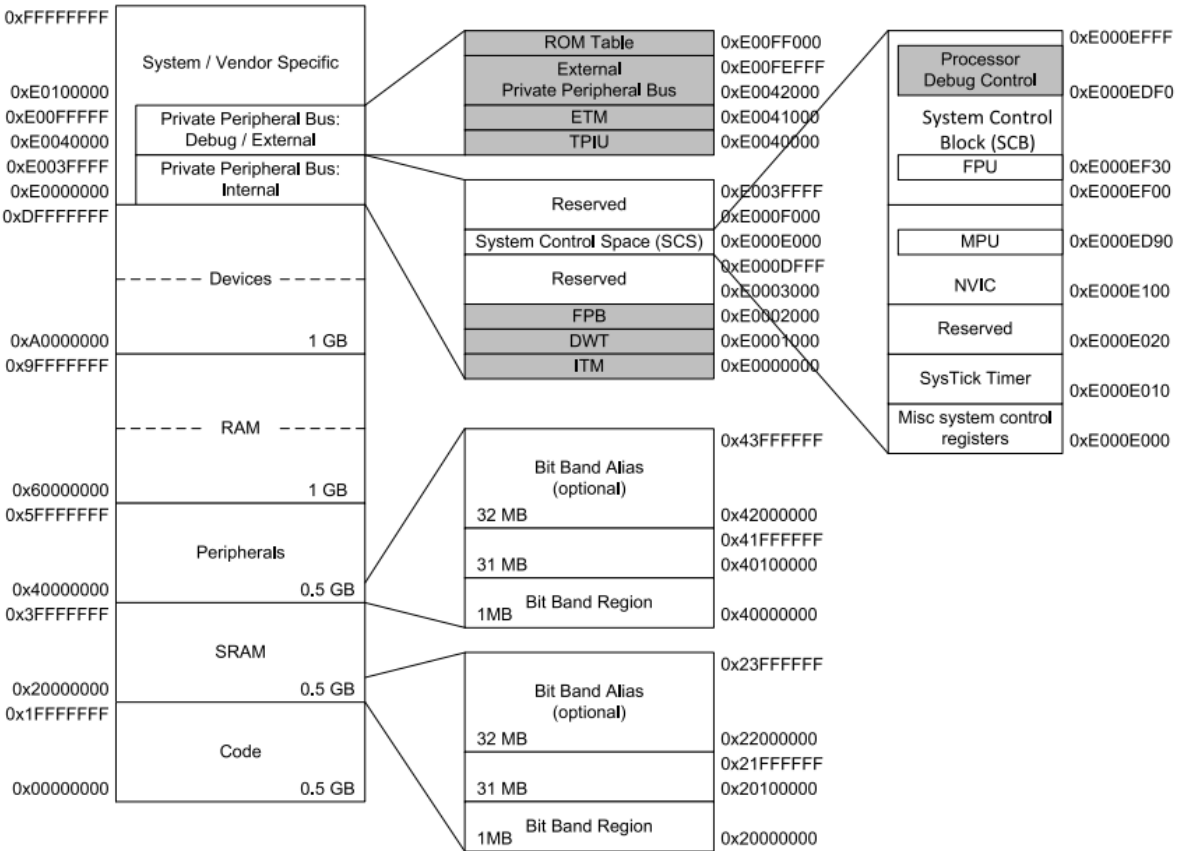 0xFFFFFFFF
System / Vendor Specific
0xE0100000
0xE00FFFFF
Private Peripheral Bus:
Debug / External
0xE0040000
0xE003FFFF
Private Peripheral Bus:
Internal
0xE0000000
0xDFFFFFFF
Devices
0xA0000000
1 GB
0x9FFFFFFF
RAM
0x60000000
1 GB
0x5FFFFFFF
Peripherals
0x40000000
0.5 GB
0x3FFFFFFF
SRAM
0x20000000
0.5 GB
0x1FFFFFFF
Code
0x00000000
0.5 GB
ROM Table
0xE00FF000
External
Private Peripheral Bus
0xE00FEFFF
0xE0042000
ETM
0xE0041000
TPIU
0xE0040000
Reserved
0xE003FFFF
0xE000F000
System Control Space (SCS)
0xE000E000
Reserved
0xE000DFFF
0xE0003000
FPB
0xE0002000
DWT
0xE0001000
ITM
0xE0000000
0x43FFFFFF
Bit Band Alias
(optional)
32 MB
0x42000000
0x41FFFFFF
31 MB
0x40100000
Bit Band Region
1MB
0x40000000
0x23FFFFFF
Bit Band Alias
(optional)
32 MB
0x22000000
0x21FFFFFF
31 MB
0x20100000
Bit Band Region
1MB
0x20000000
0xE000EFFF
Processor
Debug Control
0xE000EDF0
System Control
Block (SCB)
FPU
0xE000EF30
0xE000EF00
MPU
0xE000ED90
NVIC
0xE000E100
Reserved
0xE000E020
SysTick Timer
0xE000E010
Misc system control
registers
0xE000E000